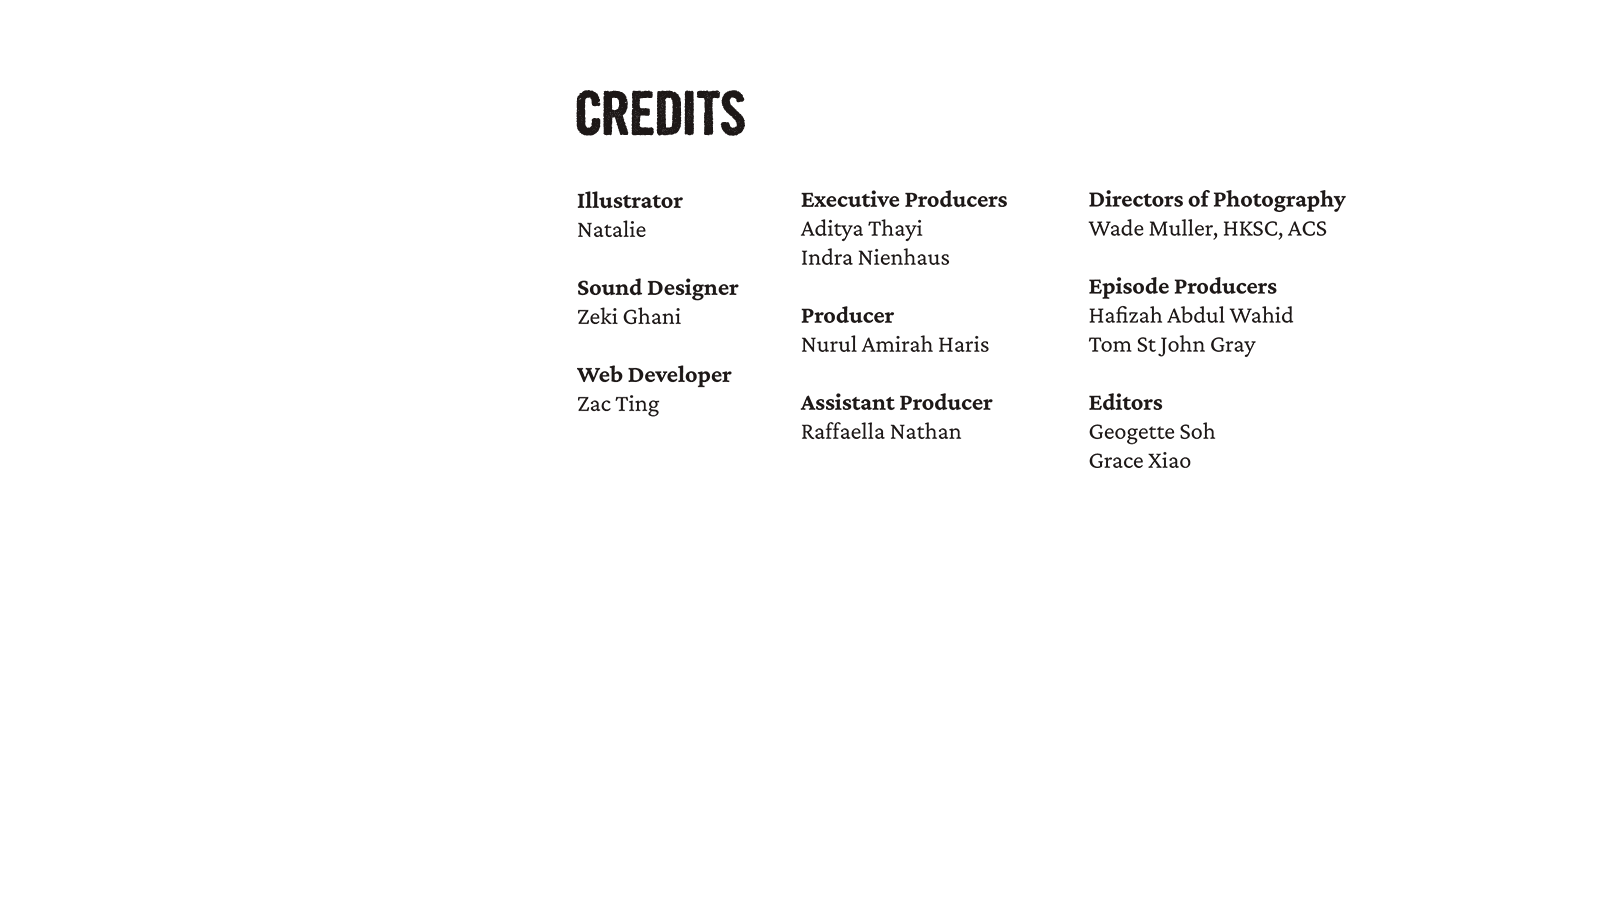 CREDITS
Illustrator
Natalie
Sound Designer
Zeki Ghani
Web Developer
Zac Ting
Executive Producers
Aditya Thayi
Indra Nienhaus
Producer
Nurul Amirah Haris
Assistant Producer
Raffaella Nathan
Directors of Photography
Wade Muller, HKSC, ACS
Episode Producers
Hafizah Abdul Wahid
Tom St John Gray
Editors
Geogette Soh
Grace Xiao